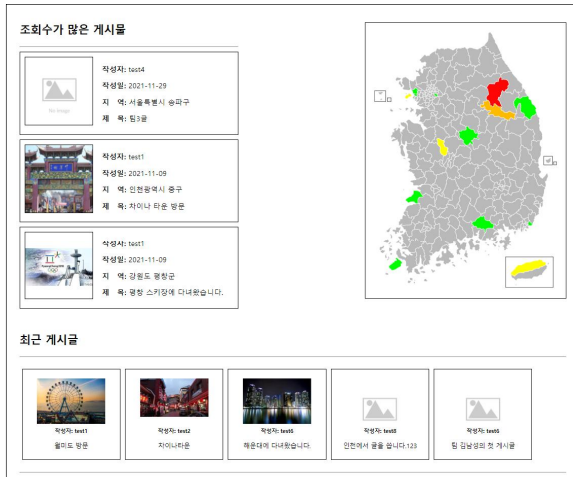 조회수가 많은 게시물
No Image
작성자: test4
작성일: 2021-11-29
지 역: 서울특별시 송파구
제 목: 팀3글
작성자: test1
작성일: 2021-11-09
지 역: 인천광역시 중구
제 목: 차이나 타운 방문
작성자: test1
작성일: 2021-11-09
지 역: 강원도 평창군
제 목: 평창 스키장에 다녀왔습니다.
최근 게시글
작성자: test1
월미도 방문
작성자: test2
차이나타운
작성자: test6
해운대에 다녀왔습니다.
작성자: test8
인천에서 글을 씁니다.123
작성자: test6
팀 김남성의 첫 게시글